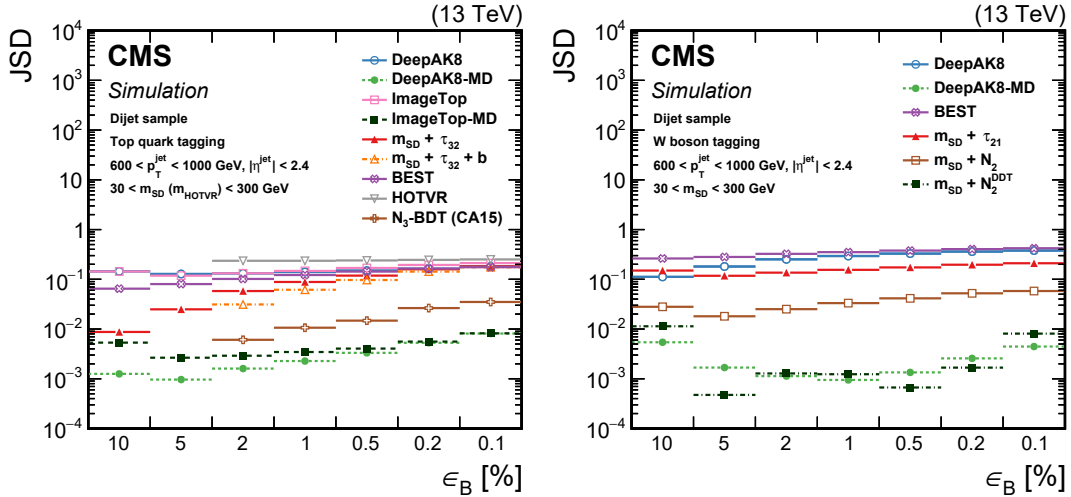 (13 TeV)
JSD
10^4
10^3
10^2
10
1
10^−1
10^−2
10^−3
10^−4
CMS
Simulation
Dijet sample
Top quark tagging
600 < p_T^jet < 1000 GeV, |η^jet| < 2.4
30 < m_SD (m_HOTVR) < 300 GeV
DeepAK8
DeepAK8-MD
ImageTop
ImageTop-MD
m_SD + τ_32
m_SD + τ_32 + b
BEST
HOTVR
N_3-BDT (CA15)
10 5 2 1 0.5 0.2 0.1
ϵ_B [%]
(13 TeV)
JSD
10^4
10^3
10^2
10
1
10^−1
10^−2
10^−3
10^−4
CMS
Simulation
Dijet sample
W boson tagging
600 < p_T^jet < 1000 GeV, |η^jet| < 2.4
30 < m_SD < 300 GeV
DeepAK8
DeepAK8-MD
BEST
m_SD + τ_21
m_SD + N_2
m_SD + N_2^DDT
10 5 2 1 0.5 0.2 0.1
ϵ_B [%]